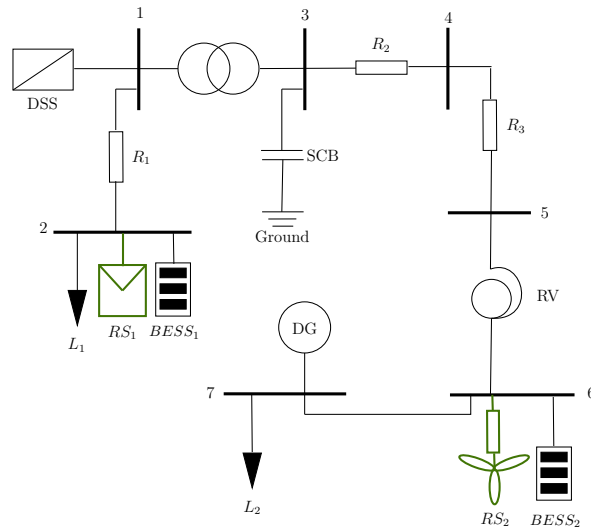 1
3
4
R₂
DSS
R₃
R₁
SCB
2
5
Ground
RV
DG
L₁
RS₁
BESS₁
7
6
L₂
RS₂
BESS₂